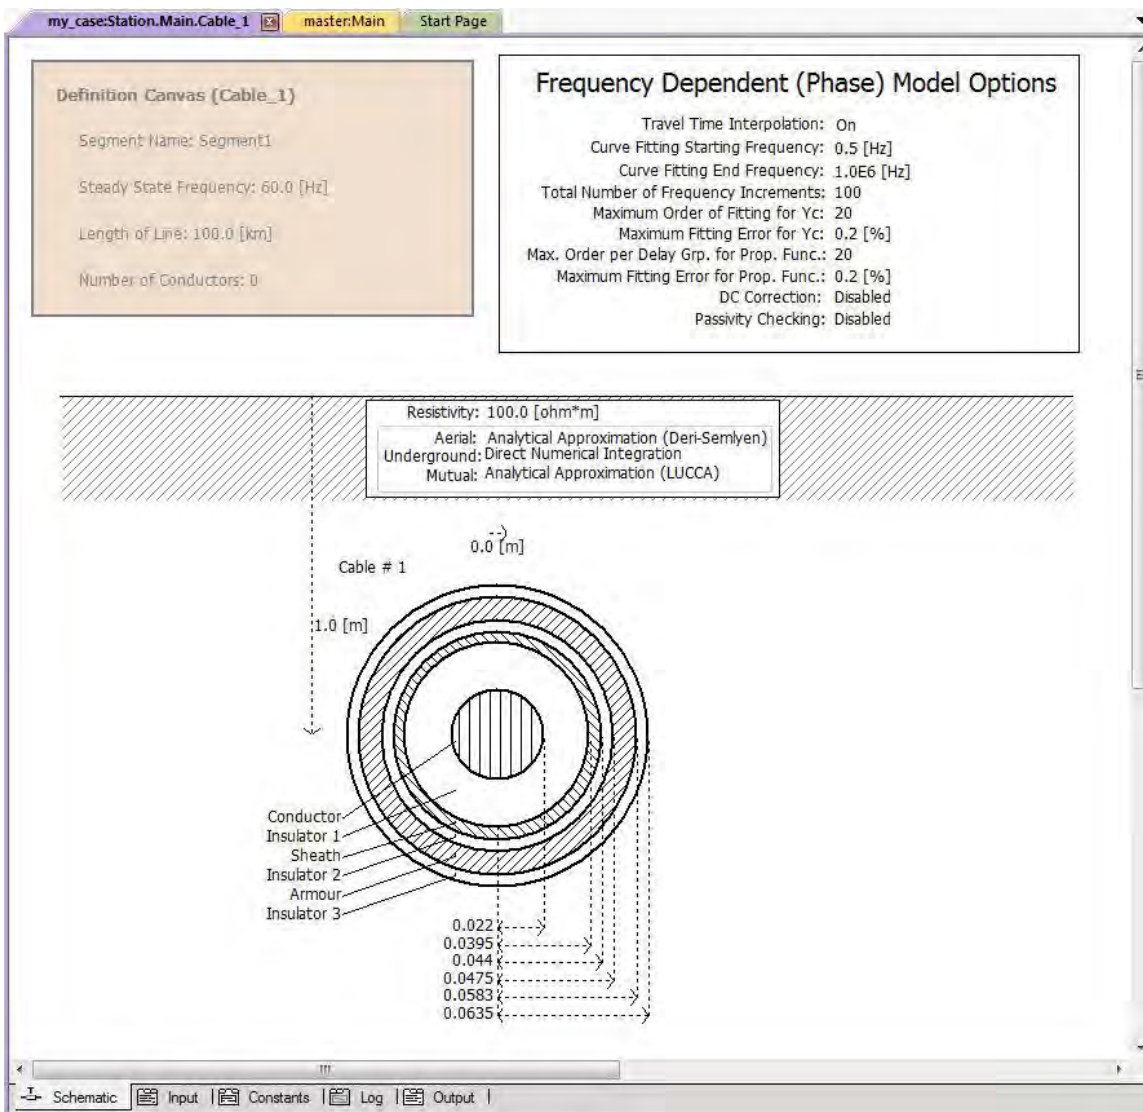 my_case:Station.Main.Cable_1
master:Main
Start Page
Definition Canvas (Cable_1)
Segment Name: Segment1
Steady State Frequency: 60.0 [Hz]
Length of Line: 100.0 [km]
Number of Conductors: 0
Frequency Dependent (Phase) Model Options
Travel Time Interpolation: On
Curve Fitting Starting Frequency: 0.5 [Hz]
Curve Fitting End Frequency: 1.0E6 [Hz]
Total Number of Frequency Increments: 100
Maximum Order of Fitting for Yc: 20
Maximum Fitting Error for Yc: 0.2 [%]
Max. Order per Delay Grp. for Prop. Func.: 20
Maximum Fitting Error for Prop. Func.: 0.2 [%]
DC Correction: Disabled
Passivity Checking: Disabled
Resistivity: 100.0 [ohm*m]
Aerial: Analytical Approximation (Deri-Semlyen)
Underground: Direct Numerical Integration
Mutual: Analytical Approximation (LUCCA)
0.0 [m]
Cable # 1
1.0 [m]
Conductor
Insulator 1
Sheath
Insulator 2
Armour
Insulator 3
0.022
0.0395
0.044
0.0475
0.0583
0.0635
Schematic
Input
Constants
Log
Output